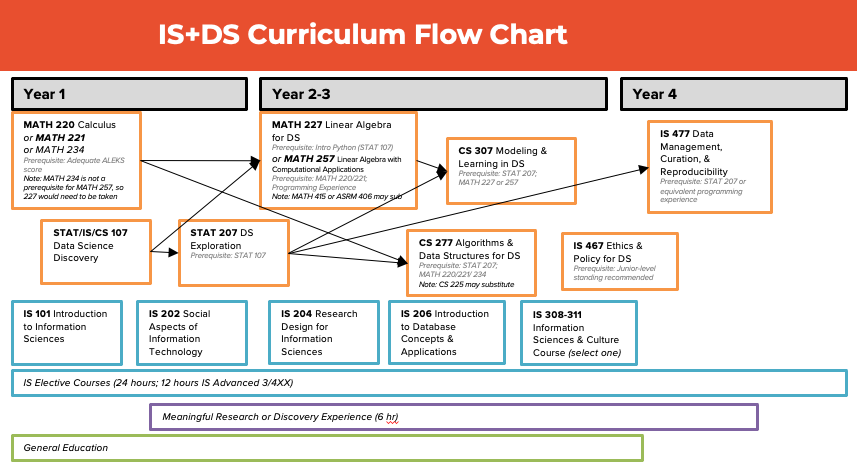 IS+DS Curriculum Flow Chart
Year 1
Year 2-3
Year 4
MATH 220 Calculus
or MATH 221
or MATH 234
Prerequisite: Adequate ALEKS
score
Note: MATH 234 is not a
prerequisite for MATH 257, so
227 would need to be taken
MATH 227 Linear Algebra
for DS
Prerequisite: Intro Python (STAT 107)
or MATH 257 Linear Algebra with
Computational Applications
Prerequisite: MATH 220/221;
Programming Experience
Note: MATH 415 or ASRM 406 may sub
CS 307 Modeling &
Learning in DS
Prerequisite: STAT 207;
MATH 227 or 257
IS 477 Data
Management,
Curation, &
Reproducibility
Prerequisite: STAT 207 or
equivalent programming
experience
STAT/IS/CS 107
Data Science
Discovery
STAT 207 DS
Exploration
Prerequisite: STAT 107
CS 277 Algorithms &
Data Structures for DS
Prerequisite: STAT 207;
MATH 220/221/ 234
Note: CS 225 may substitute
IS 467 Ethics &
Policy for DS
Prerequisite: Junior-level
standing recommended
IS 101 Introduction
to Information
Sciences
IS 202 Social
Aspects of
Information
Technology
IS 204 Research
Design for
Information
Sciences
IS 206 Introduction
to Database
Concepts &
Applications
IS 308-311
Information
Sciences & Culture
Course (select one)
IS Elective Courses (24 hours; 12 hours IS Advanced 3/4XX)
Meaningful Research or Discovery Experience (6 hr)
General Education